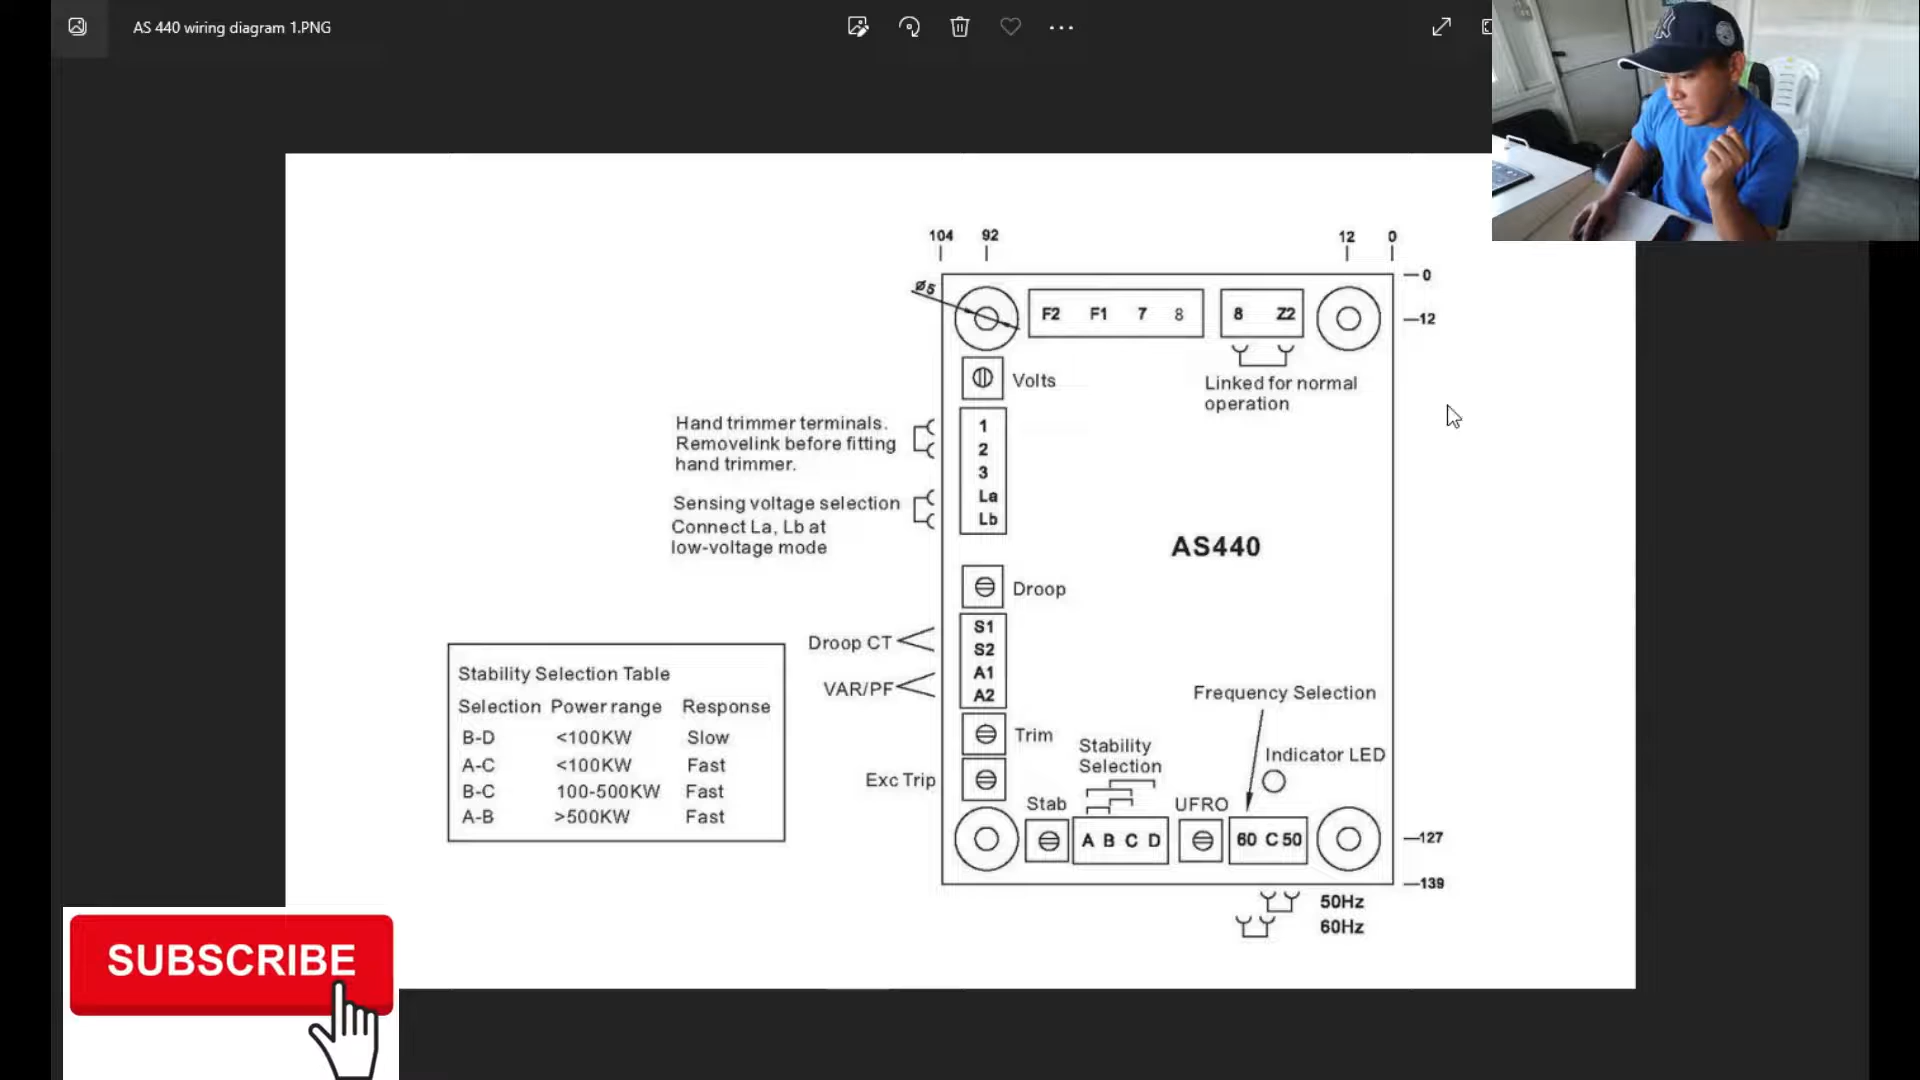 AS 440 wiring diagram 1.PNG
104 92 12 0
ø5
0
12
F2 F1 7 8
8 Z2
Linked for normal
operation
Volts
Hand trimmer terminals.
Removelink before fitting
hand trimmer.
1
2
3
La
Lb
Sensing voltage selection
Connect La, Lb at
low-voltage mode
AS440
Droop
Droop CT
VAR/PF
S1
S2
A1
A2
Trim
Exc Trip
Stability Selection Table
Selection Power range Response
B-D <100KW Slow
A-C <100KW Fast
B-C 100-500KW Fast
A-B >500KW Fast
Frequency Selection
Stability
Selection
Indicator LED
Stab
UFRO
A B C D
60 C 50
127
139
50Hz
60Hz
SUBSCRIBE